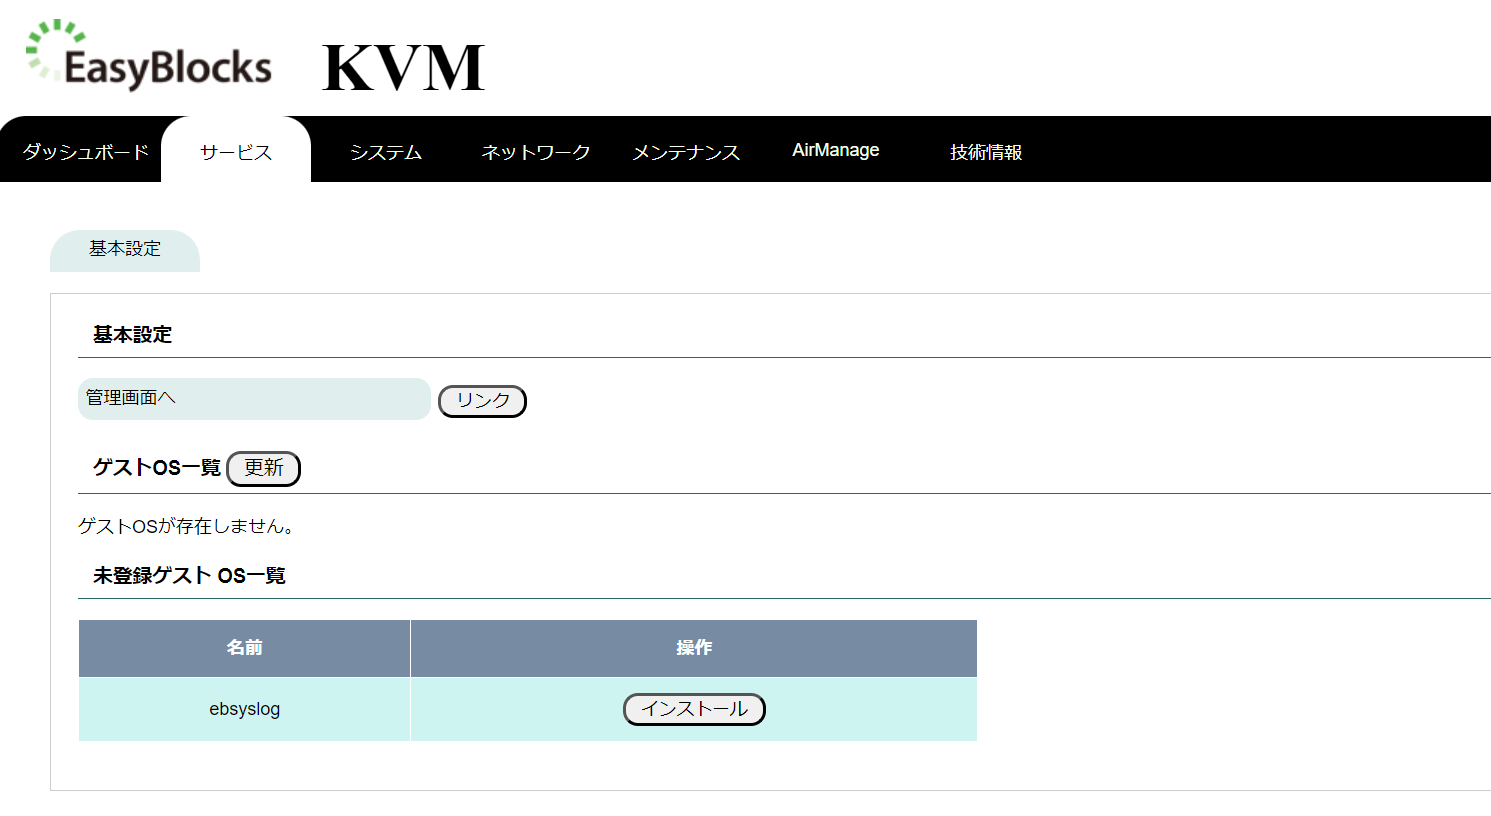 EasyBlocks KVM
ダッシュボード サービス システム ネットワーク メンテナンス AirManage 技術情報
基本設定
基本設定
管理画面へ リンク
ゲストOS一覧 更新
ゲストOSが存在しません。
未登録ゲスト OS一覧
名前 操作
ebsyslog インストール